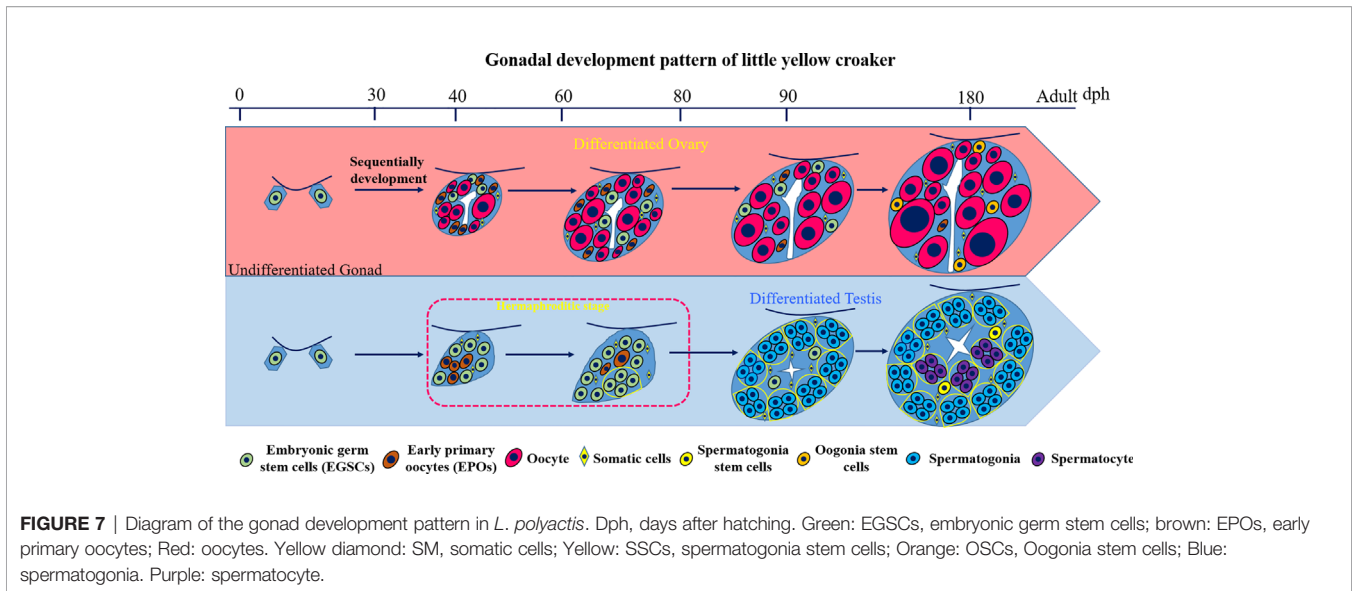 Gonadal development pattern of little yellow croaker
0 30 40 60 80 90 180 Adult dph
Differentiated Ovary
Sequentially
development
Undifferentiated Gonad
Hermaphroditic stage
Differentiated Testis
Embryonic germ
stem cells (EGSCs)
Early primary
oocytes (EPOs)
Oocyte
Somatic cells
Spermatogonia
stem cells
Oogonia stem
cells
Spermatogonia
Spermatocyte
FIGURE 7 | Diagram of the gonad development pattern in L. polyactis. Dph, days after hatching. Green: EGSCs, embryonic germ stem cells; brown: EPOs, early
primary oocytes; Red: oocytes. Yellow diamond: SM, somatic cells; Yellow: SSCs, spermatogonia stem cells; Orange: OSCs, Oogonia stem cells; Blue:
spermatogonia. Purple: spermatocyte.